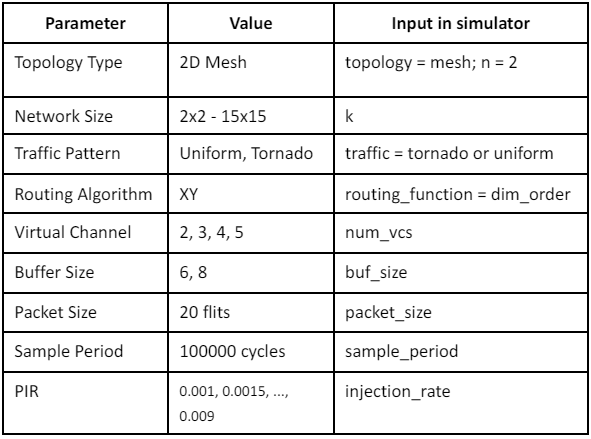 Parameter Value Input in simulator
Topology Type 2D Mesh topology = mesh; n = 2
Network Size 2x2 - 15x15 k
Traffic Pattern Uniform, Tornado traffic = tornado or uniform
Routing Algorithm XY routing_function = dim_order
Virtual Channel 2, 3, 4, 5 num_vcs
Buffer Size 6, 8 buf_size
Packet Size 20 flits packet_size
Sample Period 100000 cycles sample_period
PIR 0.001, 0.0015, ..., injection_rate
0.009